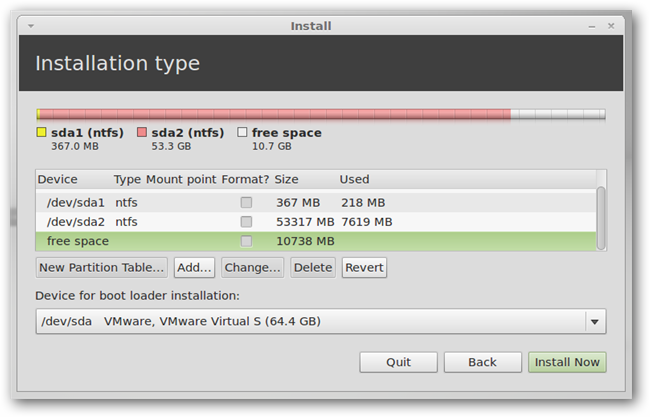 Install
Installation type
sda1 (ntfs) sda2 (ntfs) free space
367.0 MB 53.3 GB 10.7 GB
Device Type Mount point Format? Size Used
/dev/sda1 ntfs 367 MB 218 MB
/dev/sda2 ntfs 53317 MB 7619 MB
free space 10738 MB
New Partition Table... Add... Change... Delete Revert
Device for boot loader installation:
/dev/sda VMware, VMware Virtual S (64.4 GB)
Quit Back Install Now